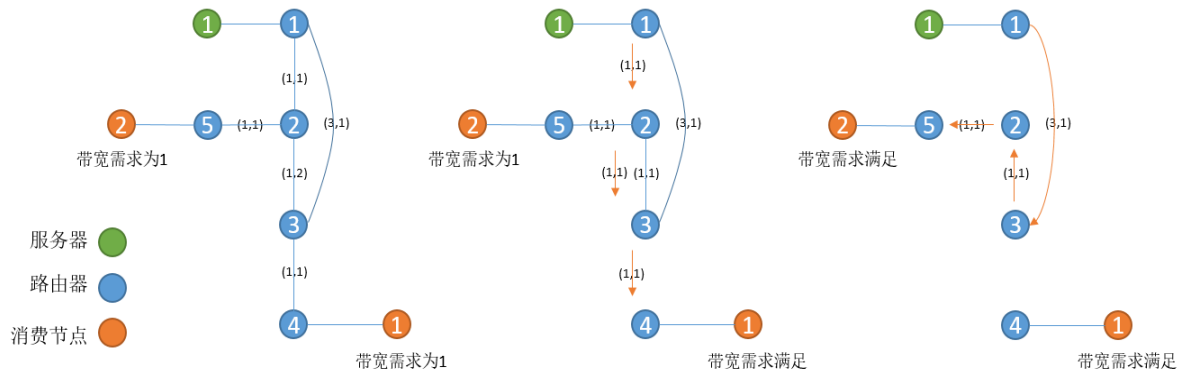 1 1 1 1 1 1
(1,1) (1,1)
2 5 (1,1) 2 (3,1) 2 5 (1,1) 2 (3,1) 2 5 (1,1) 2 (3,1)
带宽需求为1 带宽需求为1 带宽需求满足
(1,2) (1,1) (1,1) (1,1)
3 3 3
服务器
(1,1) (1,1)
路由器
4 1 4 1 4 1
消费节点
带宽需求为1 带宽需求满足 带宽需求满足